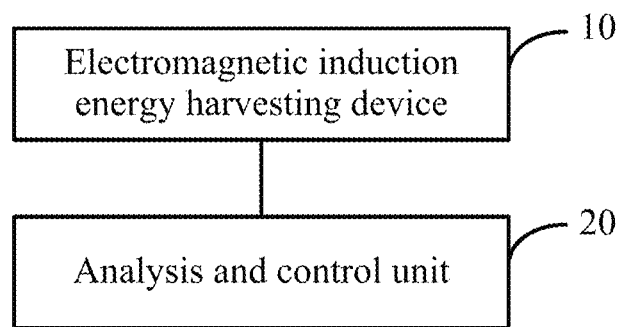 Electromagnetic induction
energy harvesting device
10
Analysis and control unit
20